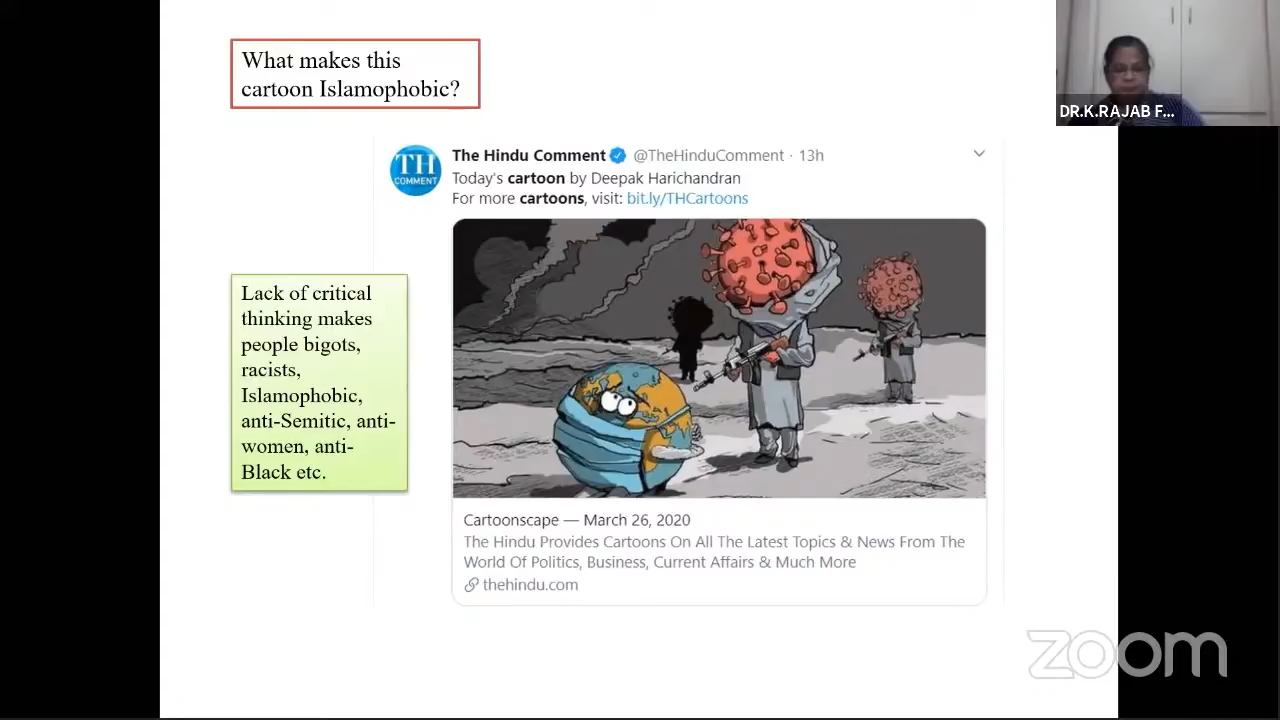 What makes this
cartoon Islamophobic?
DR.K.RAJAB F...
TH
COMMENT
The Hindu Comment @TheHinduComment · 13h
Today's cartoon by Deepak Harichandran
For more cartoons, visit: bit.ly/THCartoons
Lack of critical
thinking makes
people bigots,
racists,
Islamophobic,
anti-Semitic, anti-
women, anti-
Black etc.
Cartoonscape — March 26, 2020
The Hindu Provides Cartoons On All The Latest Topics & News From The
World Of Politics, Business, Current Affairs & Much More
thehindu.com
zoom